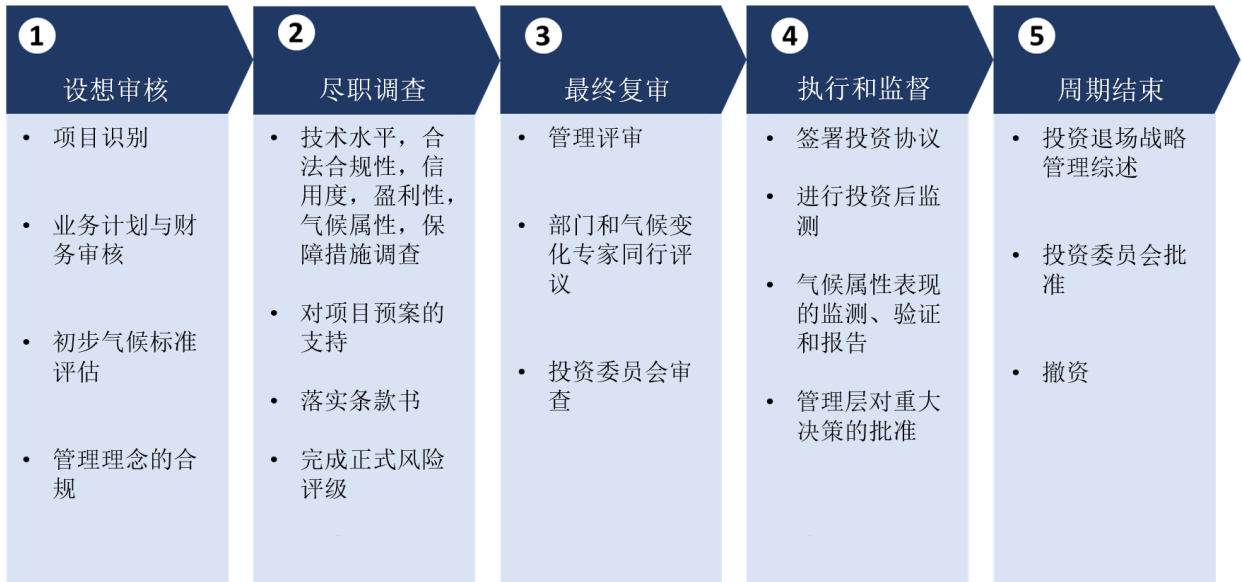 1
设想审核
• 项目识别
• 业务计划与财
务审核
• 初步气候标准
评估
• 管理理念的合
规
2
尽职调查
• 技术水平，合
法合规性，信
用度，盈利性，
气候属性，保
障措施调查
• 对项目预案的
支持
• 落实条款书
• 完成正式风险
评级
3
最终复审
• 管理评审
• 部门和气候变
化专家同行评
议
• 投资委员会审
查
4
执行和监督
• 签署投资协议
• 进行投资后监
测
• 气候属性表现
的监测、验证
和报告
• 管理层对重大
决策的批准
5
周期结束
• 投资退场战略
管理综述
• 投资委员会批
准
• 撤资